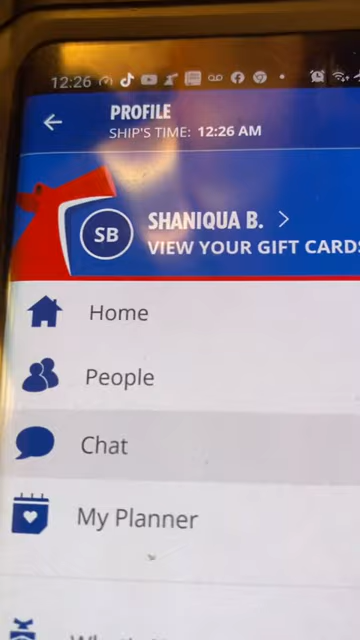 12:26
PROFILE
SHIP'S TIME: 12:26 AM
SB
SHANIQUA B. >
VIEW YOUR GIFT CARDS
Home
People
Chat
My Planner